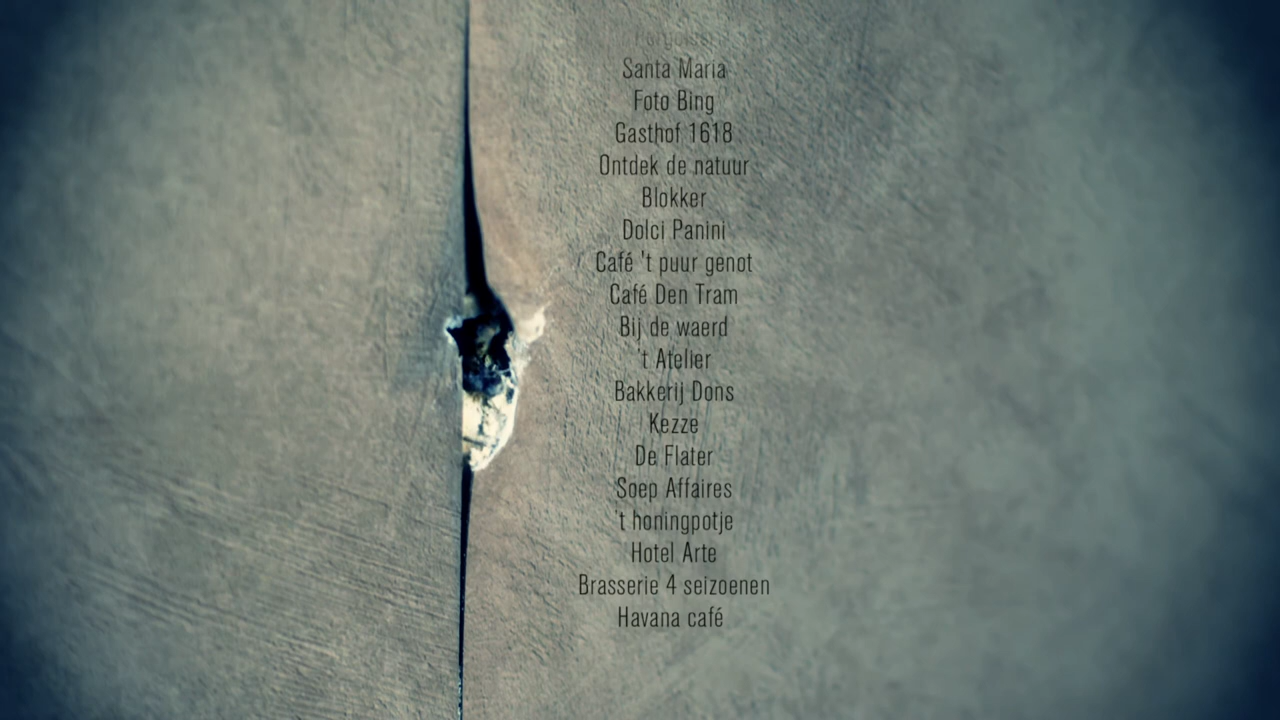 Santa Maria
Foto Bing
Gasthof 1618
Ontdek de natuur
Blokker
Dolci Panini
Café 't puur genot
Café Den Tram
Bij de waerd
't Atelier
Bakkerij Dons
Kezze
De Flater
Soep Affaires
't honingpotje
Hotel Arte
Brasserie 4 seizoenen
Havana café